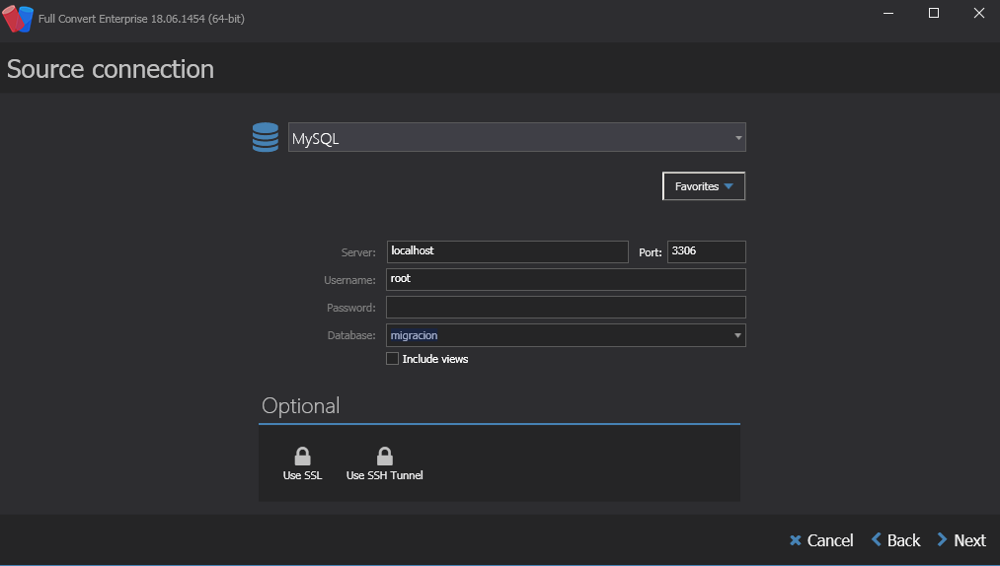 Full Convert Enterprise 18.06.1454 (64-bit)
Source connection
MySQL
Favorites
Server: localhost Port: 3306
Username: root
Password:
Database: migracion
Include views
Optional
Use SSL Use SSH Tunnel
Cancel Back Next